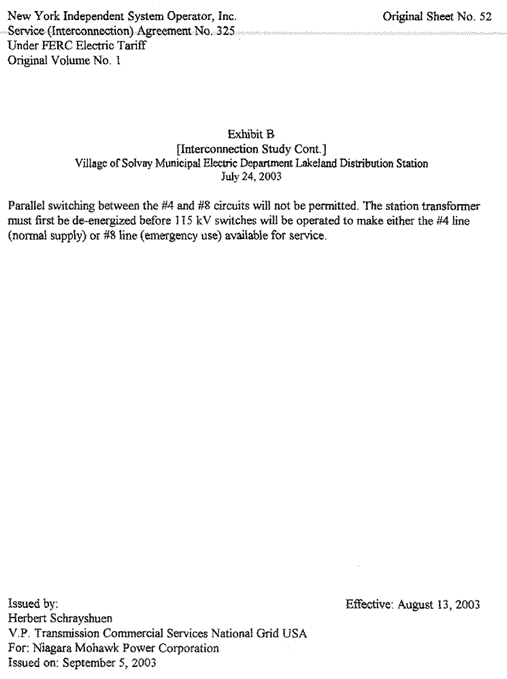 New York Independent System Operator, Inc. Original Sheet No. 52
Service (Interconnection) Agreement No. 325
Under FERC Electric Tariff
Original Volume No. 1
Exhibit B
[Interconnection Study Cont.]
Village of Solvay Municipal Electric Department Lakeland Distribution Station
July 24, 2003
Parallel switching between the #4 and #8 circuits will not be permitted. The station transformer
must first be de-energized before 115 kV switches will be operated to make either the #4 line
(normal supply) or #8 line (emergency use) available for service.
Issued by: Effective: August 13, 2003
Herbert Schrayshuen
V.P. Transmission Commercial Services National Grid USA
For: Niagara Mohawk Power Corporation
Issued on: September 5, 2003